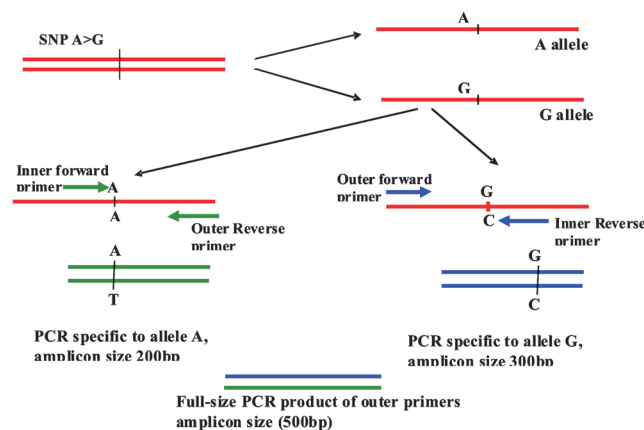 SNP A>G
A
A allele
G
G allele
Inner forward
primer
A
A
Outer Reverse
primer
Outer forward
primer
G
C
Inner Reverse
primer
A
T
G
C
PCR specific to allele A,
amplicon size 200bp
PCR specific to allele G,
amplicon size 300bp
Full-size PCR product of outer primers
amplicon size (500bp)